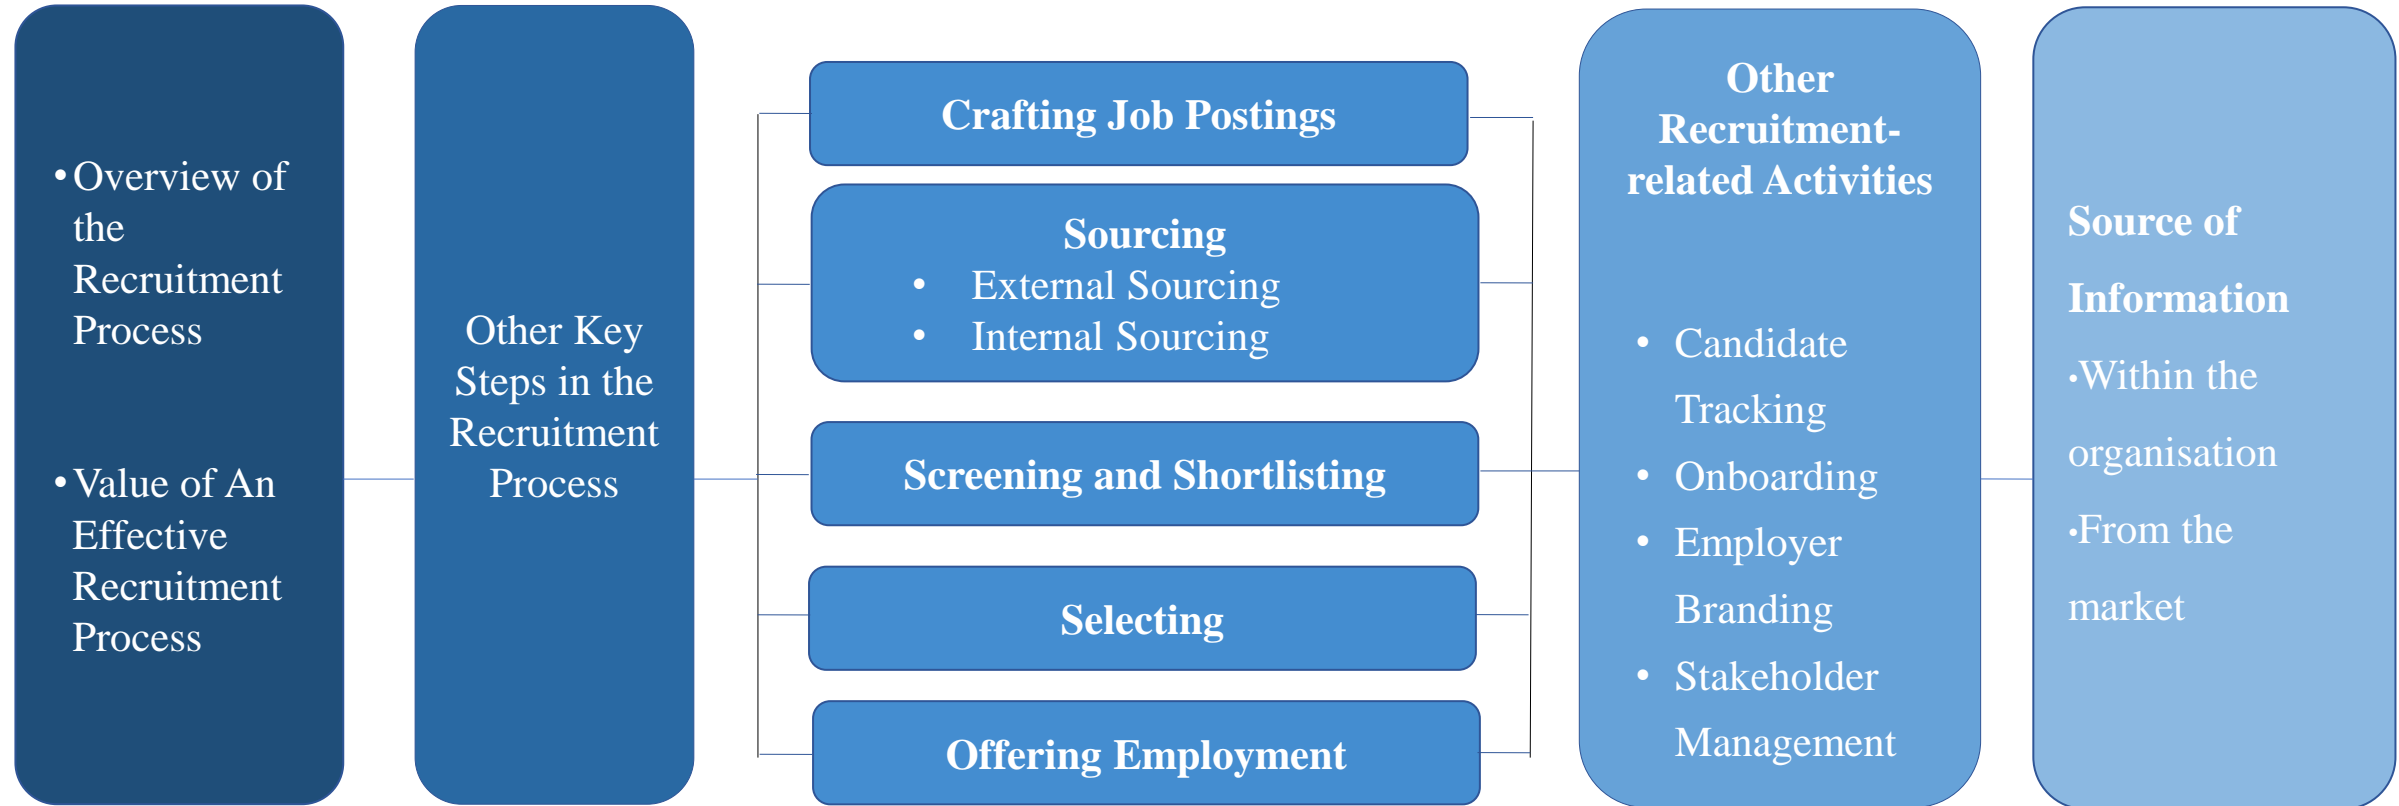 •Overview of
the
Recruitment
Process
•Value of An
Effective
Recruitment
Process
Other Key
Steps in the
Recruitment
Process
Crafting Job Postings
Sourcing
• External Sourcing
• Internal Sourcing
Screening and Shortlisting
Selecting
Offering Employment
Other
Recruitment-
related Activities
• Candidate
Tracking
• Onboarding
• Employer
Branding
• Stakeholder
Management
Source of
Information
•Within the
organisation
•From the
market